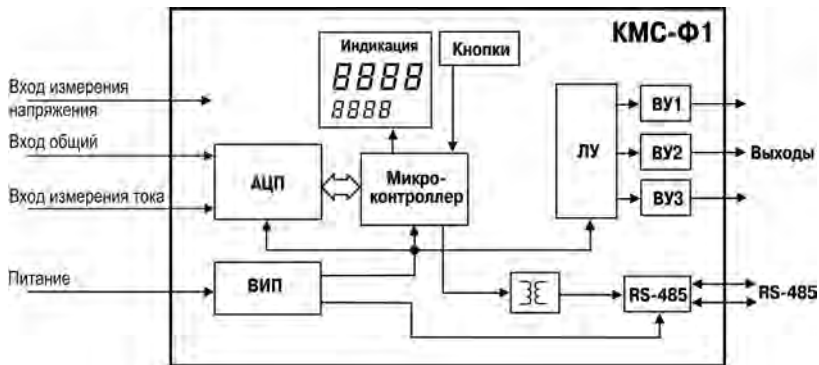 КМС-Ф1
Индикация
8888
8888
Кнопки
Вход измерения
напряжения
Вход общий
Вход измерения тока
Питание
АЦП
Микро-
контроллер
ЛУ
ВУ1
ВУ2
ВУ3
Выходы
ВИП
RS-485
RS-485